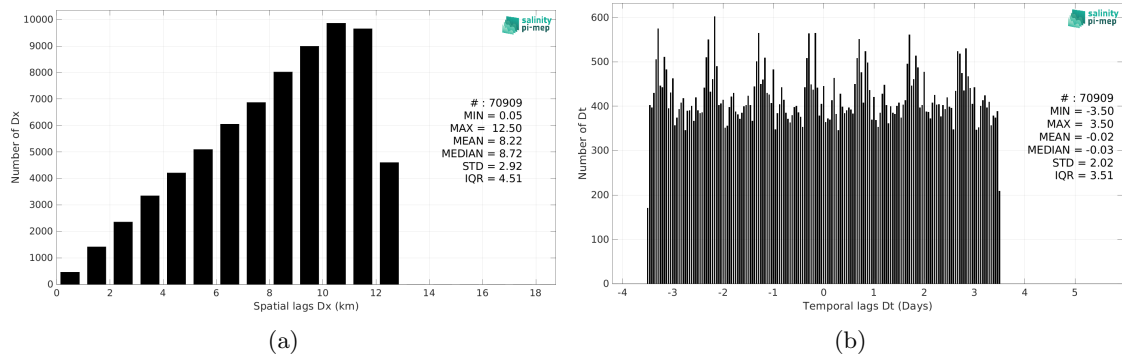 10000
9000
8000
7000
6000
5000
4000
3000
2000
1000
0
Number of Dx
0 2 4 6 8 10 12 14 16 18
Spatial lags Dx (km)
salinity
pi-mep
# : 70909
MIN = 0.05
MAX = 12.50
MEAN = 8.22
MEDIAN = 8.72
STD = 2.92
IQR = 4.51
(a)
600
500
400
300
200
100
0
Number of Dt
-4 -3 -2 -1 0 1 2 3 4 5
Temporal lags Dt (Days)
salinity
pi-mep
# : 70909
MIN = -3.50
MAX = 3.50
MEAN = -0.02
MEDIAN = -0.03
STD = 2.02
IQR = 3.51
(b)